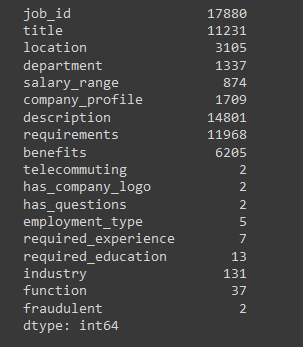 job_id 17880
title 11231
location 3105
department 1337
salary_range 874
company_profile 1709
description 14801
requirements 11968
benefits 6205
telecommuting 2
has_company_logo 2
has_questions 2
employment_type 5
required_experience 7
required_education 13
industry 131
function 37
fraudulent 2
dtype: int64